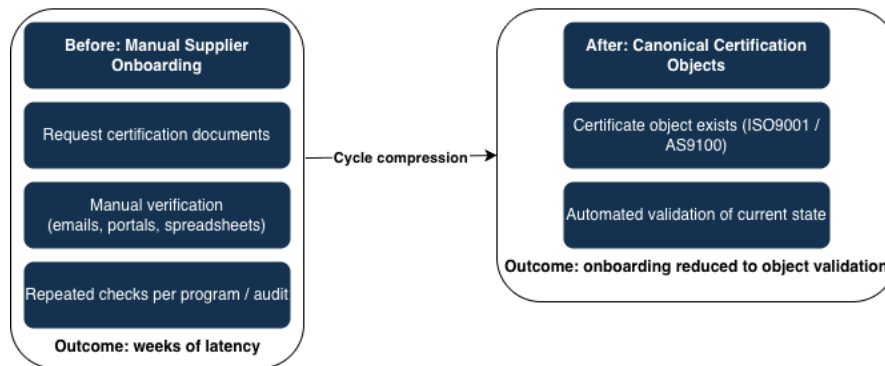 Before: Manual Supplier
Onboarding
Request certification documents
Manual verification
(emails, portals, spreadsheets)
Repeated checks per program / audit
Outcome: weeks of latency
Cycle compression
After: Canonical Certification
Objects
Certificate object exists (ISO9001 /
AS9100)
Automated validation of current state
Outcome: onboarding reduced to object validation